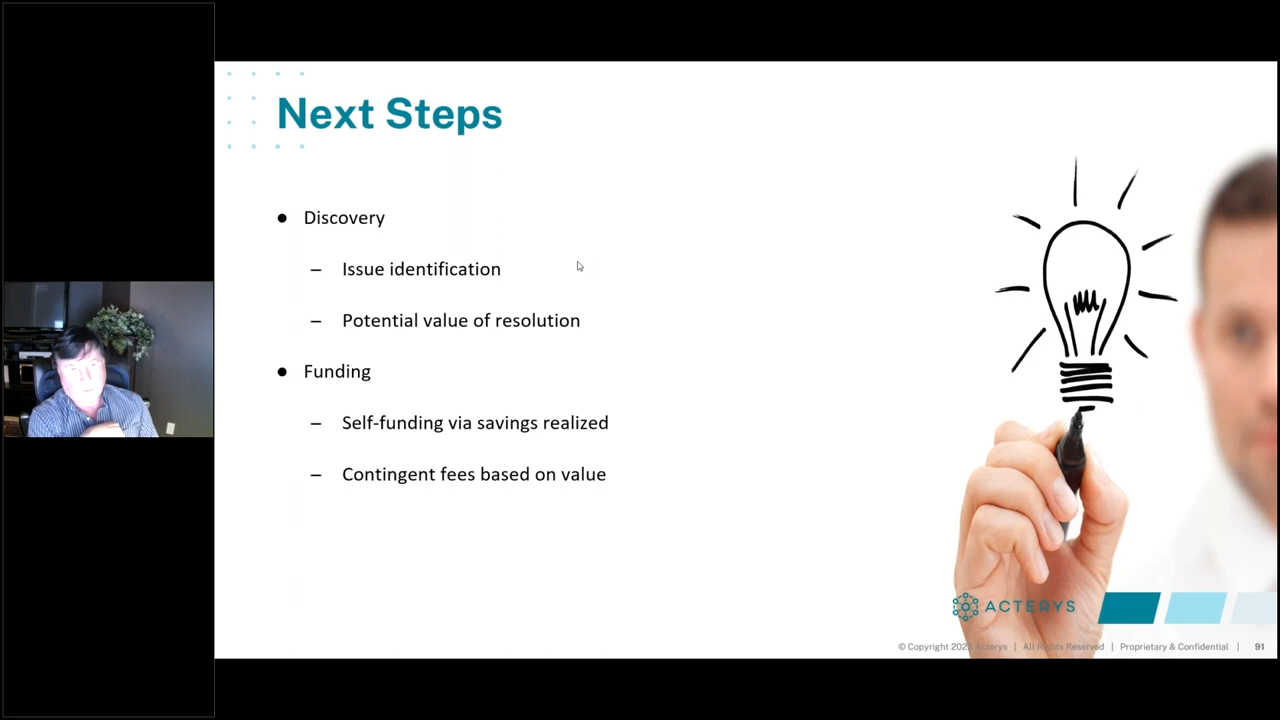 Next Steps
● Discovery
– Issue identification
– Potential value of resolution
● Funding
– Self-funding via savings realized
– Contingent fees based on value
ACTERYS
© Copyright Acterys | All Rights Reserved | Proprietary & Confidential | 91